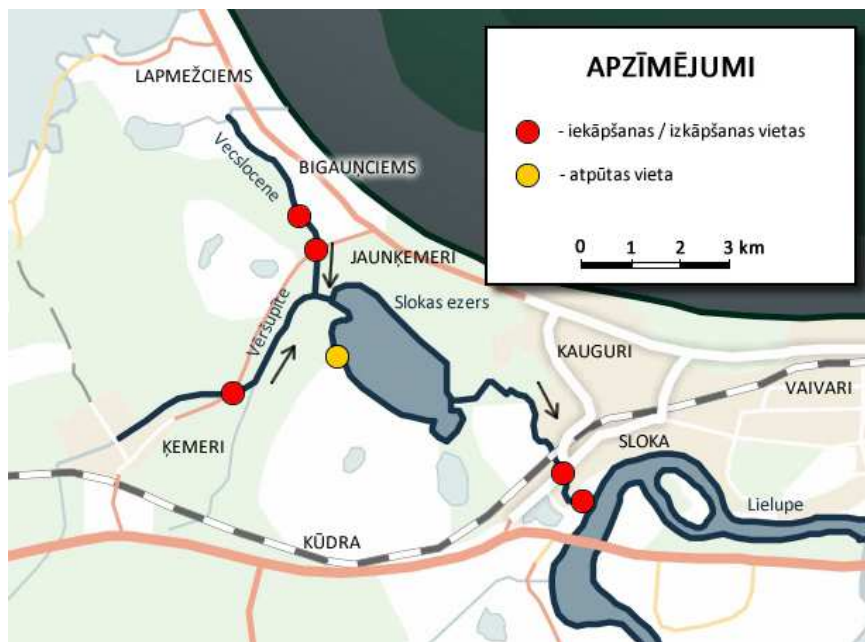 APZĪMĒJUMI
- iekāpšanas / izkāpšanas vietas
- atpūtas vieta
0 1 2 3 km
LAPMEŽCIEMS
Vecslocene
BIGAUŅCIEMS
JAUNĶEMERI
Slokas ezers
Vēršupīte
KAUGURI
VAIVARI
ĶEMERI
SLOKA
Lielupe
KŪDRA